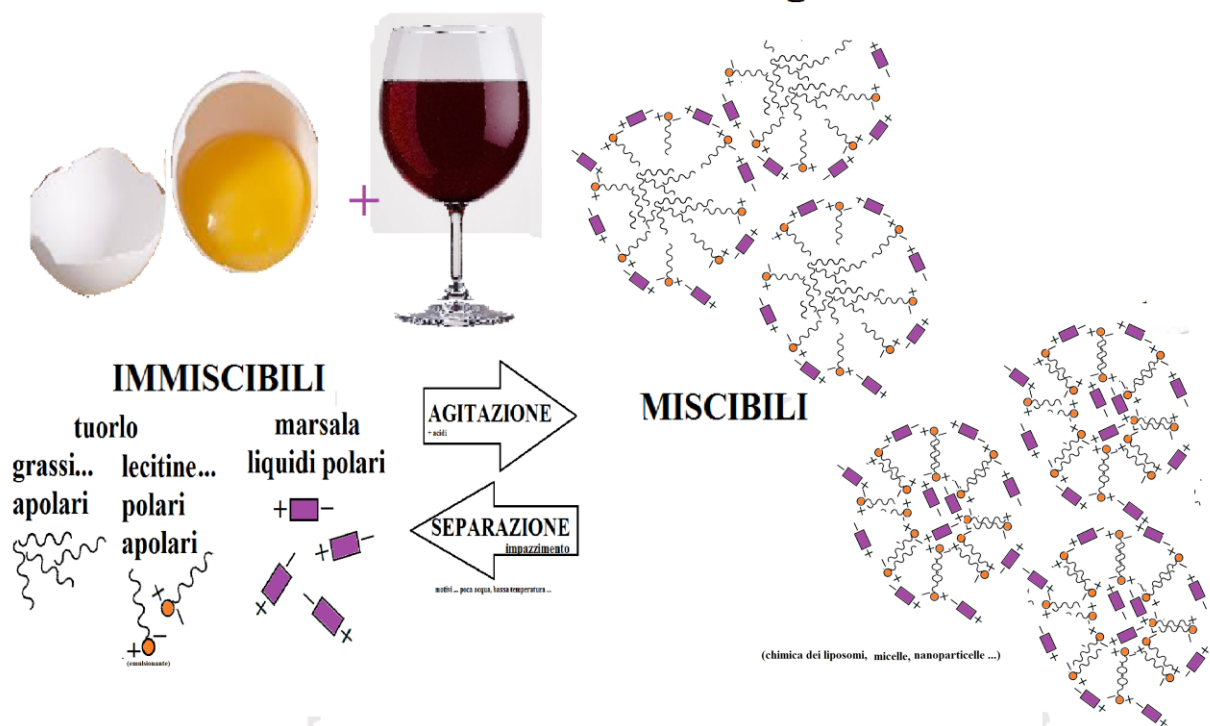 IMMISCIBILI
tuorlo
grassi...
apolari
lecitine...
polari
apolari
(emulsionante)
marsala
liquidi polari
AGITAZIONE
+ acidi
SEPARAZIONE
impazzimento
motivi ... poca acqua, bassa temperatura ...
MISCIBILI
(chimica dei liposomi, micelle, nanoparticelle ...)